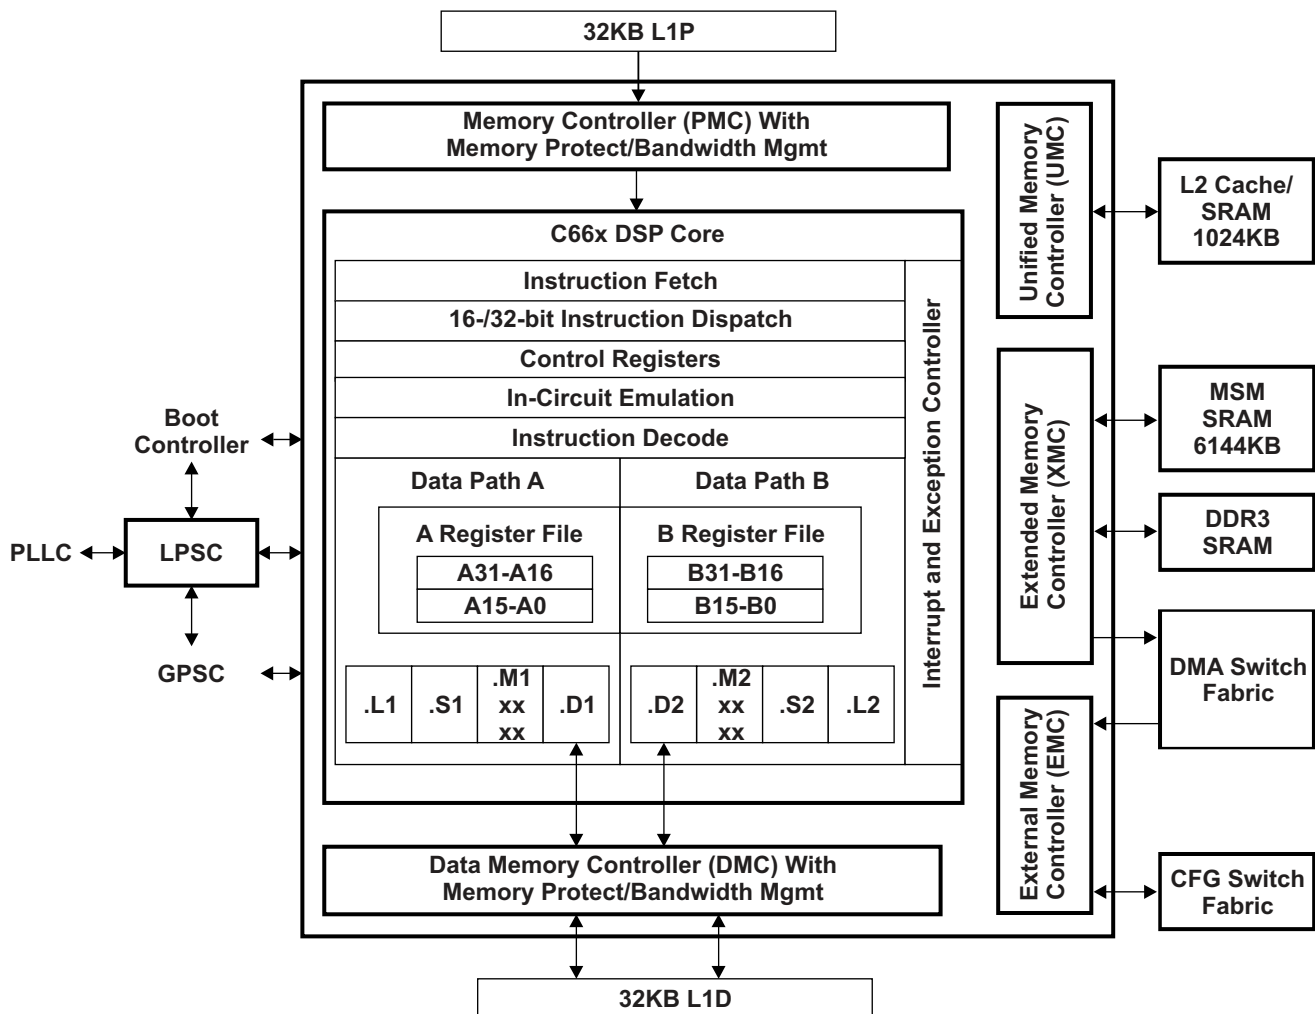 32KB L1P
Memory Controller (PMC) With
Memory Protect/Bandwidth Mgmt
C66x DSP Core
Instruction Fetch
16-/32-bit Instruction Dispatch
Control Registers
In-Circuit Emulation
Instruction Decode
Data Path A
Data Path B
A Register File
B Register File
A31-A16
A15-A0
B31-B16
B15-B0
.L1
.S1
.M1
xx
xx
.D1
.D2
.M2
xx
xx
.S2
.L2
Interrupt and Exception Controller
Data Memory Controller (DMC) With
Memory Protect/Bandwidth Mgmt
32KB L1D
Boot
Controller
PLLC
LPSC
GPSC
Unified Memory
Controller (UMC)
Extended Memory
Controller (XMC)
External Memory
Controller (EMC)
L2 Cache/
SRAM
1024KB
MSM
SRAM
6144KB
DDR3
SRAM
DMA Switch
Fabric
CFG Switch
Fabric